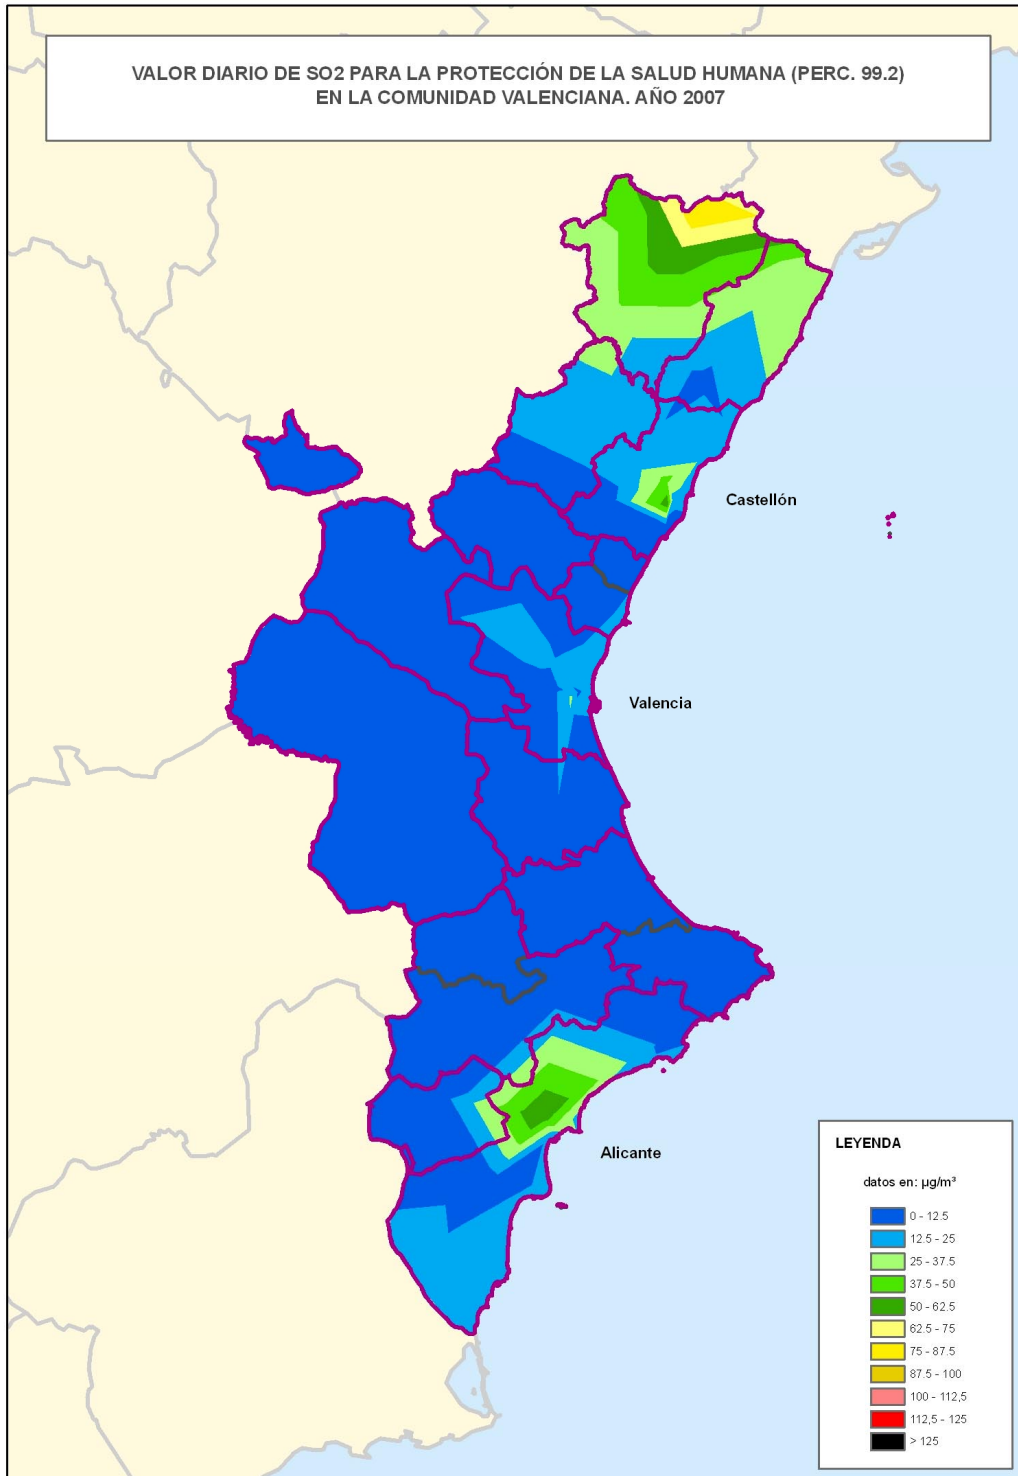 VALOR DIARIO DE SO2 PARA LA PROTECCIÓN DE LA SALUD HUMANA (PERC. 99.2)
EN LA COMUNIDAD VALENCIANA. AÑO 2007
Castellón
Valencia
Alicante
LEYENDA
datos en: µg/m³
0 - 12.5
12.5 - 25
25 - 37.5
37.5 - 50
50 - 62.5
62.5 - 75
75 - 87.5
87.5 - 100
100 - 112,5
112,5 - 125
> 125